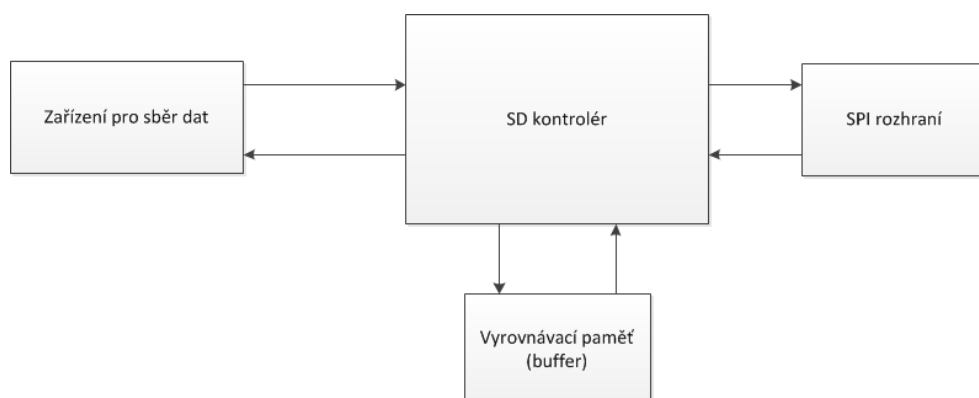 Zařízení pro sběr dat
SD kontrolér
SPI rozhraní
Vyrovnávací paměť
(buffer)